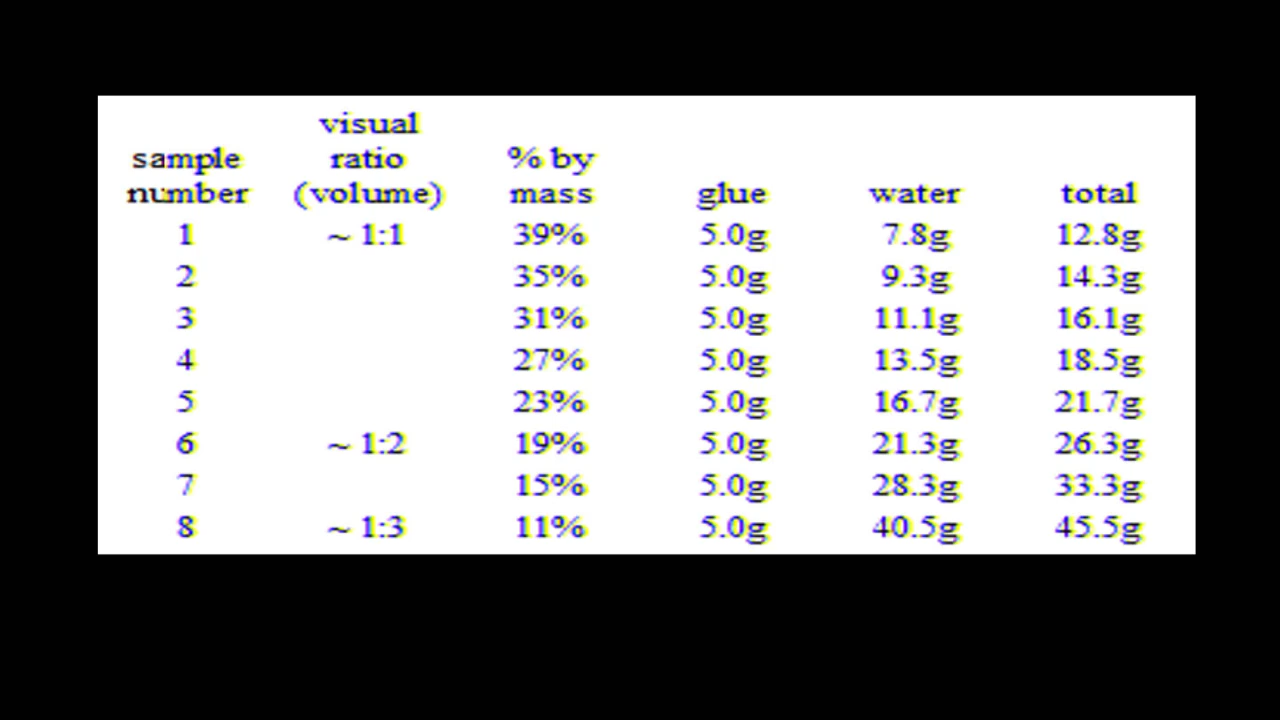 visual
sample ratio % by
number (volume) mass glue water total
1 ~ 1:1 39% 5.0g 7.8g 12.8g
2 35% 5.0g 9.3g 14.3g
3 31% 5.0g 11.1g 16.1g
4 27% 5.0g 13.5g 18.5g
5 23% 5.0g 16.7g 21.7g
6 ~ 1:2 19% 5.0g 21.3g 26.3g
7 15% 5.0g 28.3g 33.3g
8 ~ 1:3 11% 5.0g 40.5g 45.5g